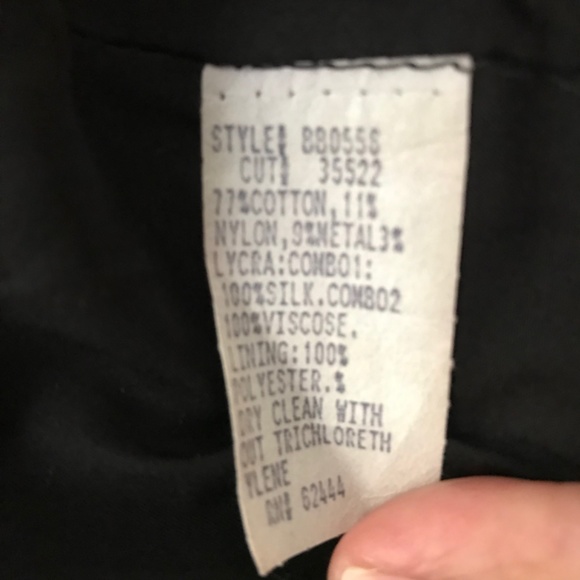 STYLE# 88055S
CUT# 35522
77%COTTON,11%
NYLON,9%METAL3%
LYCRA:COMBO1:
100%SILK.COMBO2
100%VISCOSE.
LINING:100%
POLYESTER.%
DRY CLEAN WITH
OUT TRICHLORETH
YLENE
RN# 62444